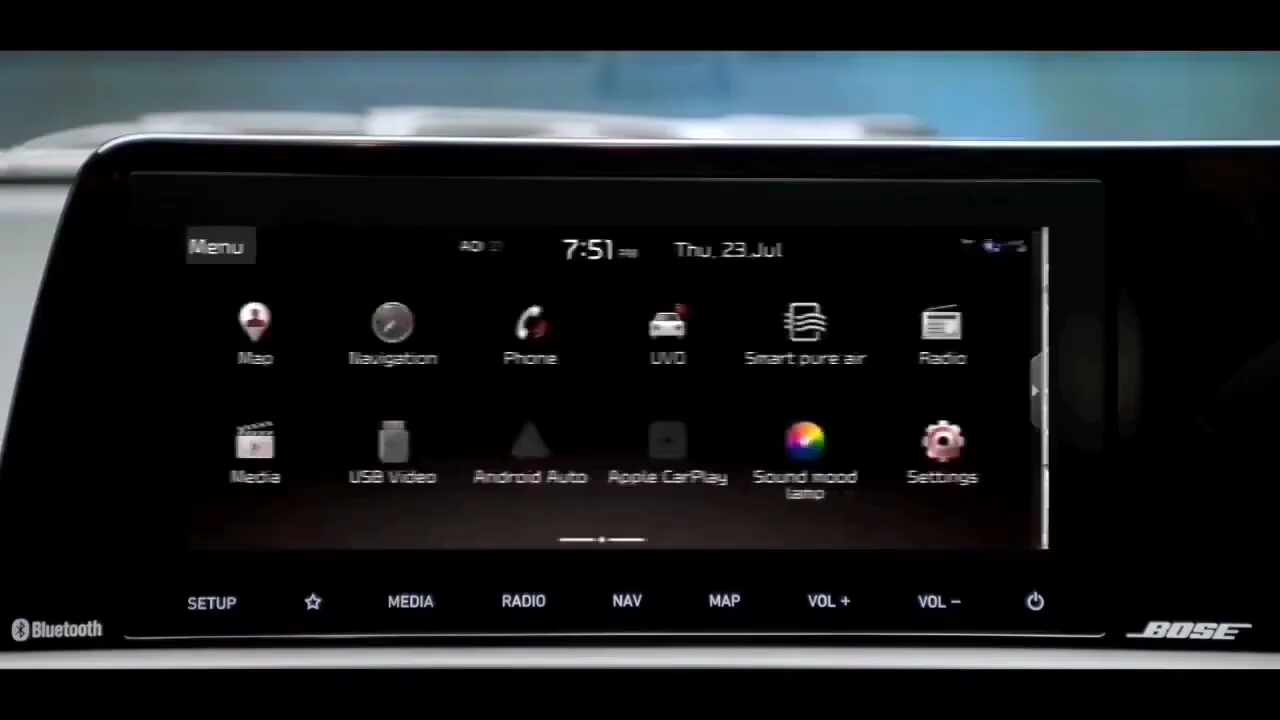 Menu
7:51 PM
Thu, 23.Jul
Map
Navigation
Phone
UVO
Smart pure air
Radio
Media
USB Video
Android Auto
Apple CarPlay
Sound mood
lamp
Settings
SETUP
MEDIA
RADIO
NAV
MAP
VOL +
VOL −
Bluetooth
BOSE